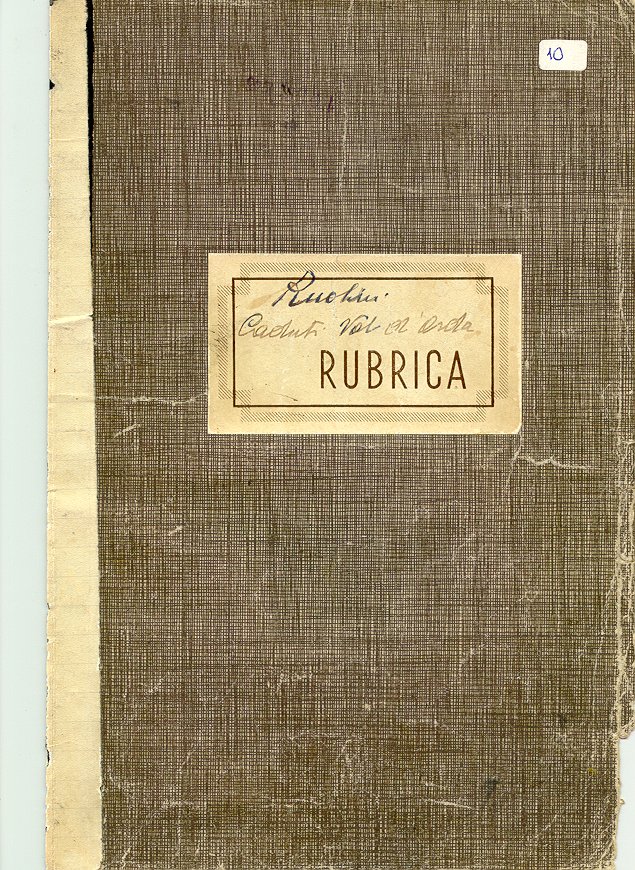 10
Ruolini
Caduti Val d'Arda
RUBRICA